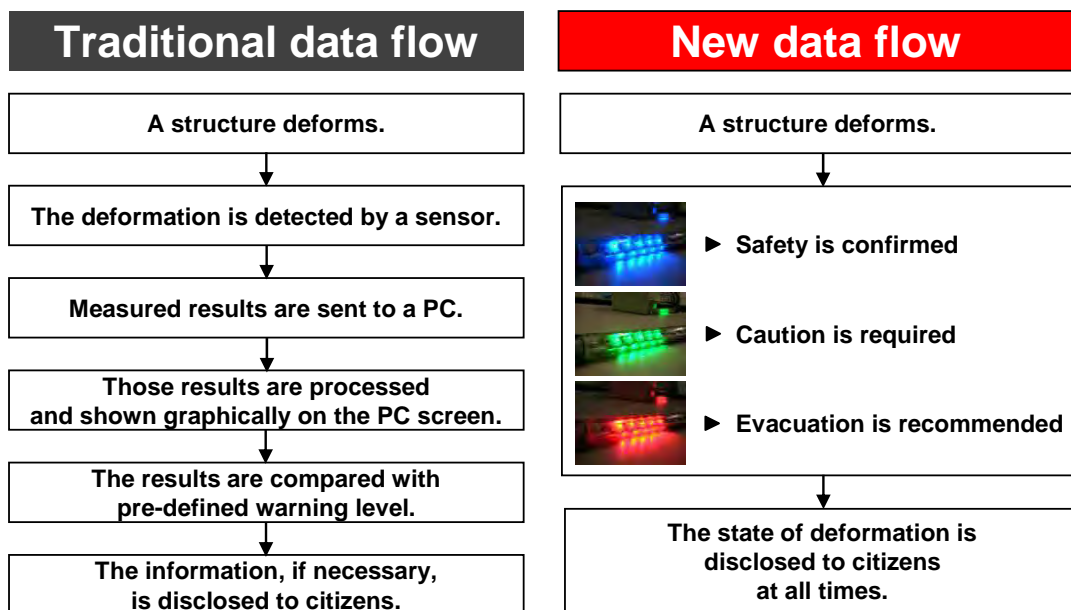 Traditional data flow
A structure deforms.
The deformation is detected by a sensor.
Measured results are sent to a PC.
Those results are processed
and shown graphically on the PC screen.
The results are compared with
pre-defined warning level.
The information, if necessary,
is disclosed to citizens.
New data flow
A structure deforms.
Safety is confirmed
Caution is required
Evacuation is recommended
The state of deformation is
disclosed to citizens
at all times.